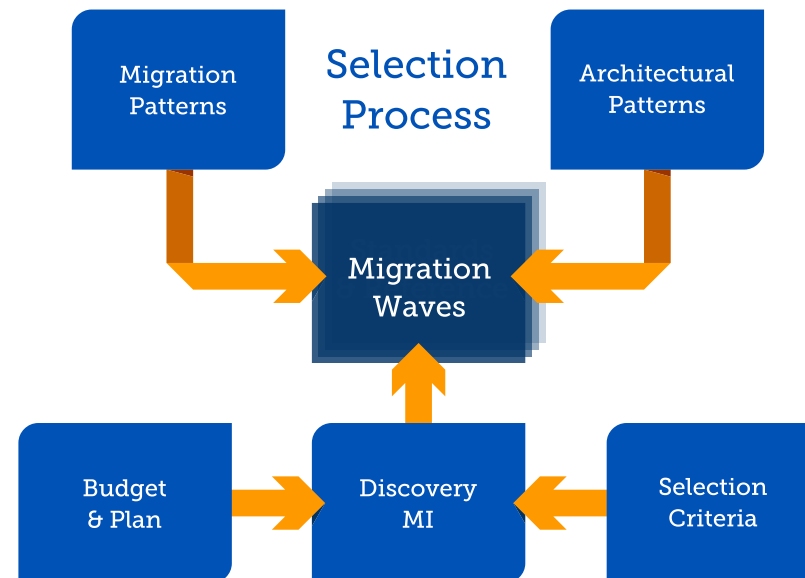 Migration
Patterns
Selection
Process
Architectural
Patterns
Migration
Waves
Budget
& Plan
Discovery
MI
Selection
Criteria